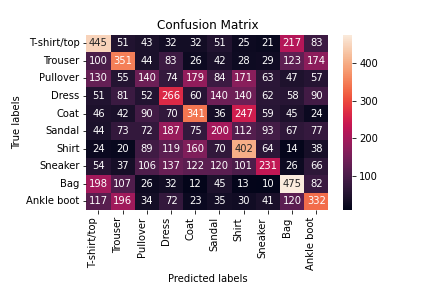 Confusion Matrix
T-shirt/top 445 51 43 32 32 51 25 21 217 83
Trouser 100 351 44 83 26 42 28 29 123 174
Pullover 130 55 140 74 179 84 171 63 47 57
Dress 51 81 52 266 60 140 140 62 58 90
Coat 46 42 90 70 341 36 247 59 45 24
Sandal 44 73 72 187 75 200 112 93 67 77
Shirt 24 20 89 119 160 70 402 64 14 38
Sneaker 54 37 106 137 122 120 101 231 26 66
Bag 198 107 26 32 12 45 13 10 475 82
Ankle boot 117 196 34 72 23 35 30 41 120 332
T-shirt/top Trouser Pullover Dress Coat Sandal Shirt Sneaker Bag Ankle boot
Predicted labels
True labels
400
300
200
100